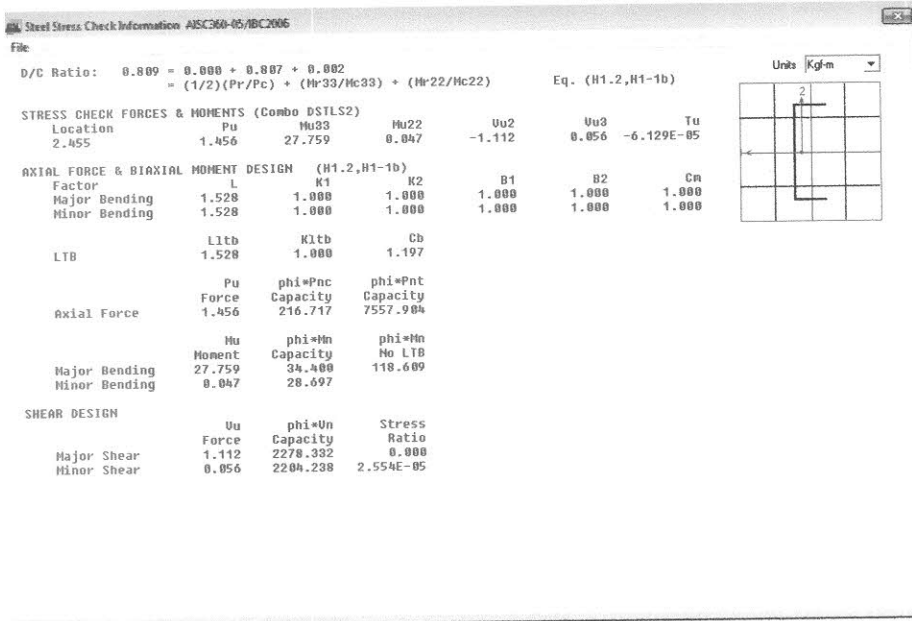 Steel Stress Check Information AISC360-05/IBC2006
File
Units Kgf-m
D/C Ratio: 0.809 = 0.000 + 0.807 + 0.002
= (1/2)(Pr/Pc) + (Mr33/Mc33) + (Mr22/Mc22) Eq. (H1.2,H1-1b)
STRESS CHECK FORCES & MOMENTS (Combo DSTLS2)
Location Pu Mu33 Mu22 Vu2 Vu3 Tu
2.455 1.456 27.759 0.047 -1.112 0.056 -6.129E-05
AXIAL FORCE & BIAXIAL MOMENT DESIGN (H1.2,H1-1b)
Factor L K1 K2 B1 B2 Cm
Major Bending 1.528 1.000 1.000 1.000 1.000 1.000
Minor Bending 1.528 1.000 1.000 1.000 1.000 1.000
Lltb Kltb Cb
LTB 1.528 1.000 1.197
Pu phi*Pnc phi*Pnt
Force Capacity Capacity
Axial Force 1.456 216.717 7557.904
Mu phi*Mn phi*Mn
Moment Capacity No LTB
Major Bending 27.759 34.400 118.609
Minor Bending 0.047 28.697
SHEAR DESIGN
Vu phi*Vn Stress
Force Capacity Ratio
Major Shear 1.112 2278.332 0.000
Minor Shear 0.056 2204.238 2.554E-05
2